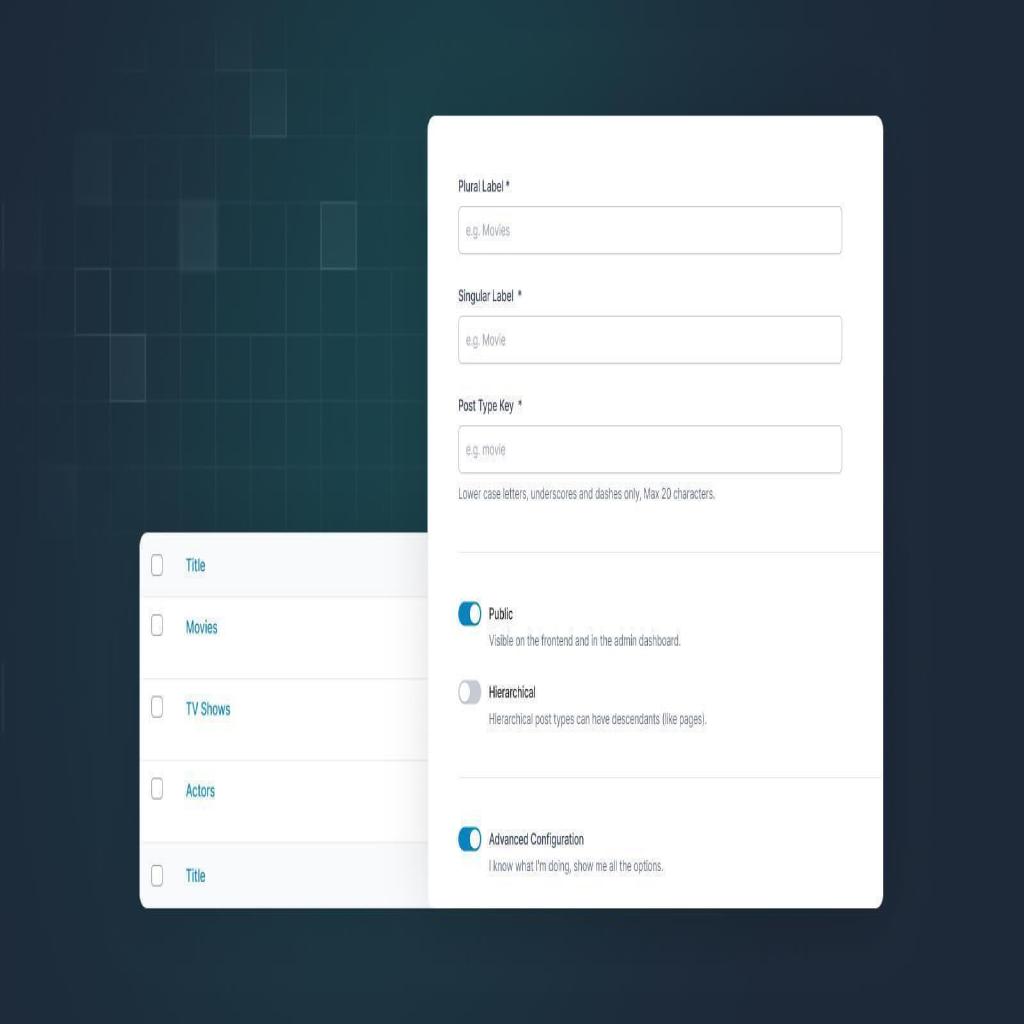 Plural Label *
e.g. Movies
Singular Label *
e.g. Movie
Post Type Key *
e.g. movie
Lower case letters, underscores and dashes only, Max 20 characters.
Public
Visible on the frontend and in the admin dashboard.
Hierarchical
Hierarchical post types can have descendants (like pages).
Advanced Configuration
I know what I'm doing, show me all the options.
Title
Movies
TV Shows
Actors
Title